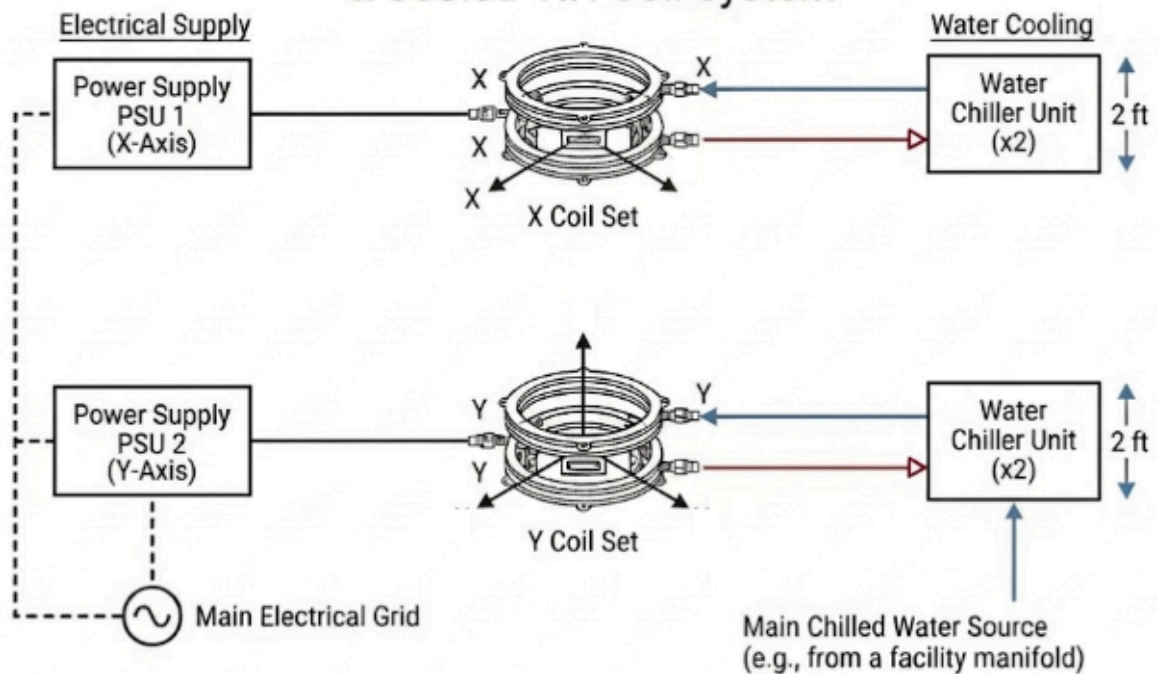 Electrical Supply
Water Cooling
Power Supply
PSU 1
(X-Axis)
X
X
X
X
X Coil Set
Water
Chiller Unit
(x2)
2 ft
Power Supply
PSU 2
(Y-Axis)
Y
Y
Y
Y Coil Set
Water
Chiller Unit
(x2)
2 ft
Main Electrical Grid
Main Chilled Water Source
(e.g., from a facility manifold)